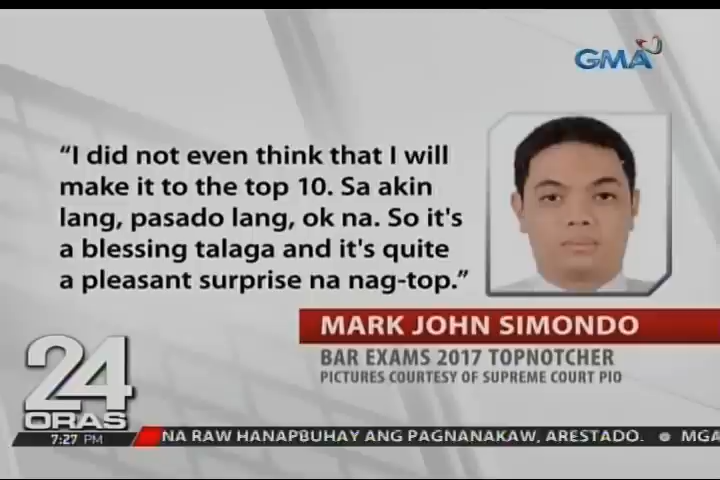 GMA
“I did not even think that I will
make it to the top 10. Sa akin
lang, pasado lang, ok na. So it's
a blessing talaga and it's quite
a pleasant surprise na nag-top.”
MARK JOHN SIMONDO
BAR EXAMS 2017 TOPNOTCHER
PICTURES COURTESY OF SUPREME COURT PIO
24
ORAS
7:27 PM
NA RAW HANAPBUHAY ANG PAGNANAKAW, ARESTADO. ● MGA